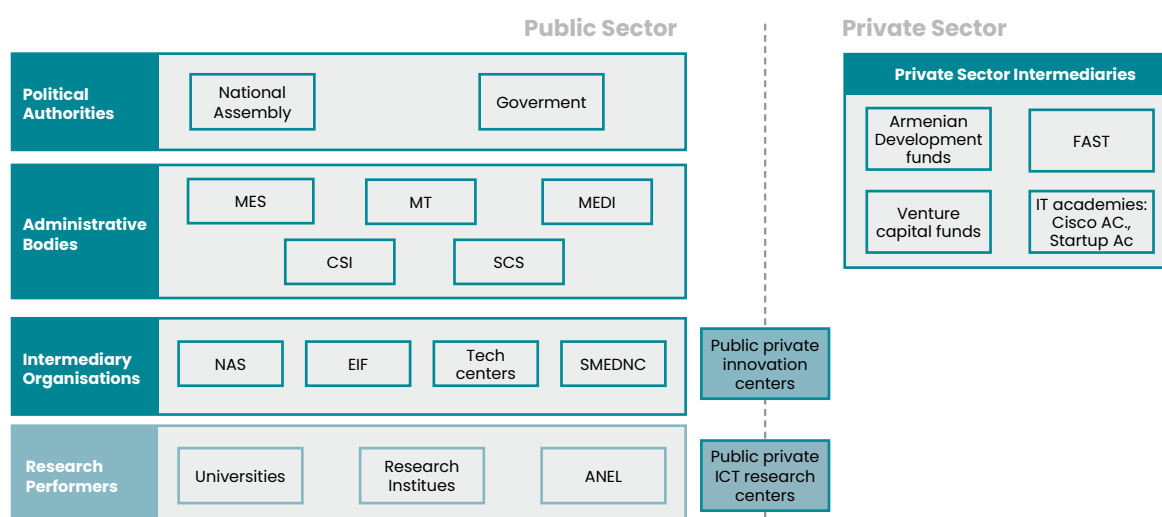 Public Sector
Private Sector
Political
Authorities
National
Assembly
Goverment
Administrative
Bodies
MES
MT
MEDI
CSI
SCS
Intermediary
Organisations
NAS
EIF
Tech
centers
SMEDNC
Public private
innovation
centers
Research
Performers
Universities
Research
Institues
ANEL
Public private
ICT research
centers
Private Sector Intermediaries
Armenian
Development
funds
FAST
Venture
capital funds
IT academies:
Cisco AC.,
Startup Ac